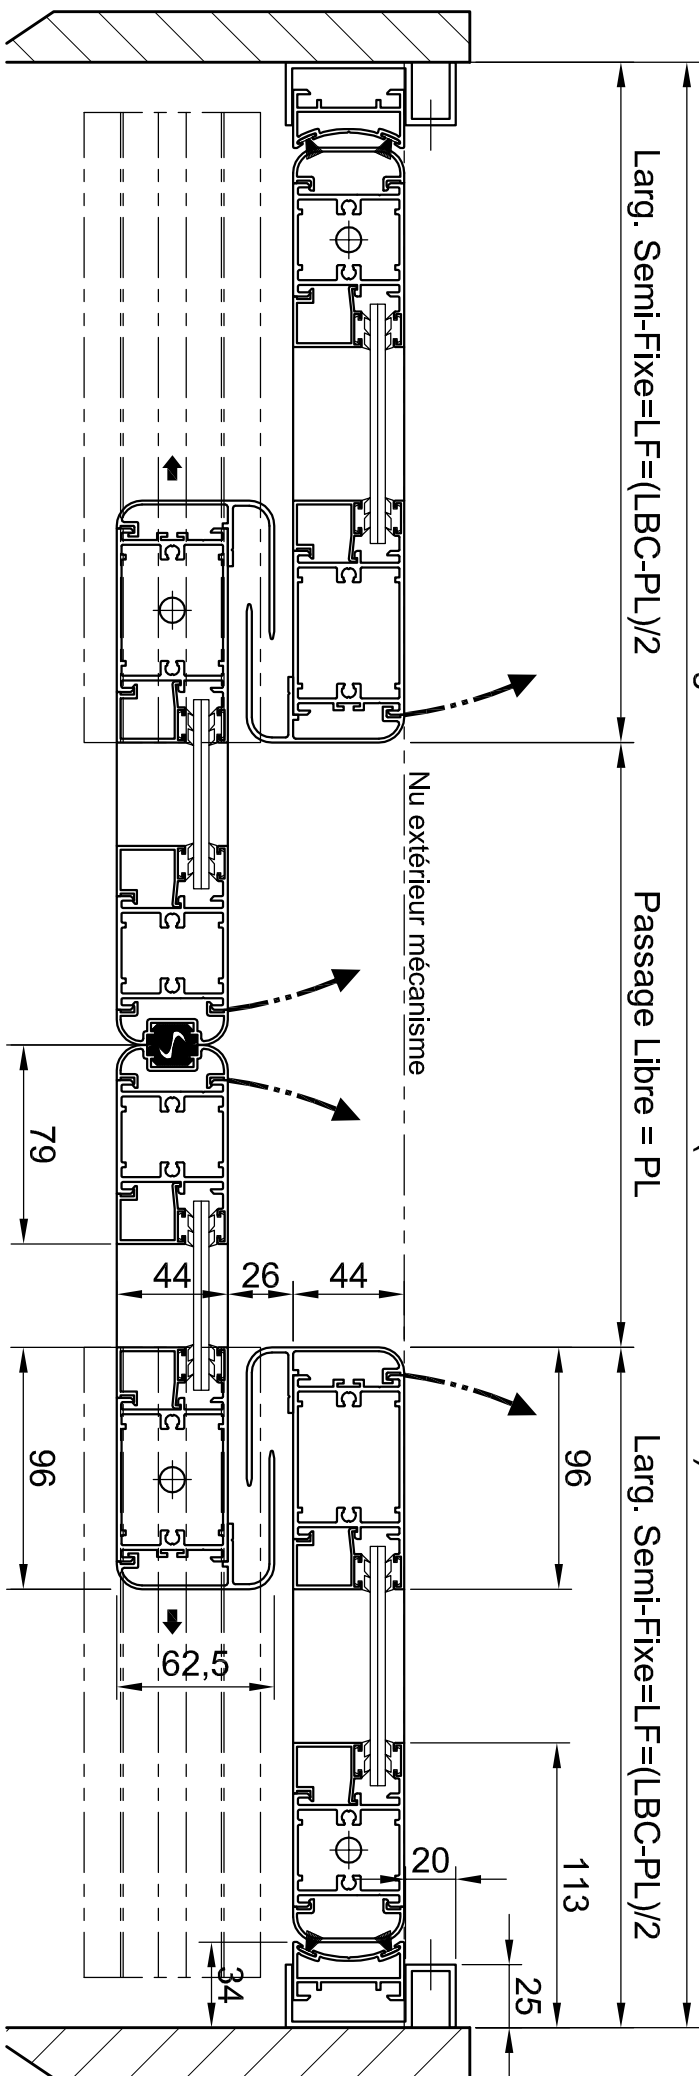 Larg. Semi-Fixe=LF=(LBC-PL)/2
Passage Libre = PL
Larg. Semi-Fixe=LF=(LBC-PL)/2
Nu extérieur mécanisme
79
44
26
44
96
96
62,5
20
113
34
25